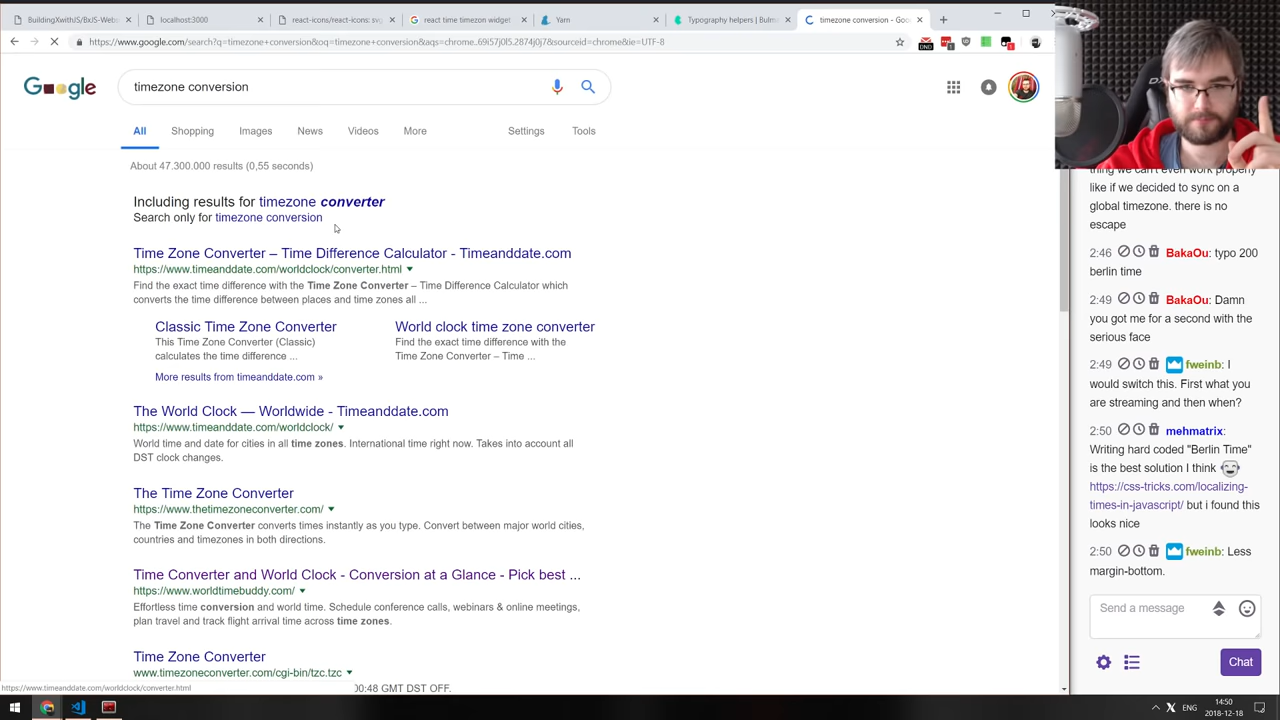 BuildingXwithJS/BxJS-Webs
localhost:3000
react-icons/react-icons: svg
react time timezon widget
Yarn
Typography helpers | Bulm
timezone conversion - Goo
https://www.google.com/search?q=timezone+conversion&oq=timezone+conversion&aqs=chrome..69i57j0l5.2874j0j7&sourceid=chrome&ie=UTF-8
DND
Google
timezone conversion
All Shopping Images News Videos More Settings Tools
About 47.300.000 results (0,55 seconds)
Including results for timezone converter
Search only for timezone conversion
Time Zone Converter – Time Difference Calculator - Timeanddate.com
https://www.timeanddate.com/worldclock/converter.html
Find the exact time difference with the Time Zone Converter – Time Difference Calculator which
converts the time difference between places and time zones all ...
Classic Time Zone Converter
This Time Zone Converter (Classic)
calculates the time difference ...
World clock time zone converter
Find the exact time difference with the
Time Zone Converter – Time ...
More results from timeanddate.com »
The World Clock — Worldwide - Timeanddate.com
https://www.timeanddate.com/worldclock/
World time and date for cities in all time zones. International time right now. Takes into account all
DST clock changes.
The Time Zone Converter
https://www.thetimezoneconverter.com/
The Time Zone Converter converts times instantly as you type. Convert between major world cities,
countries and timezones in both directions.
Time Converter and World Clock - Conversion at a Glance - Pick best ...
https://www.worldtimebuddy.com/
Effortless time conversion and world time. Schedule conference calls, webinars & online meetings,
plan travel and track flight arrival time across time zones.
Time Zone Converter
www.timezoneconverter.com/cgi-bin/tzc.tzc
https://www.timeanddate.com/worldclock/converter.html
00:48 GMT DST OFF.
thing we can't even work properly
like if we decided to sync on a
global timezone. there is no
escape
2:46 BakaOu: typo 200
berlin time
2:49 BakaOu: Damn
you got me for a second with the
serious face
2:49 fweinb: I
would switch this. First what you
are streaming and then when?
2:50 mehmatrix:
Writing hard coded "Berlin Time"
is the best solution I think
https://css-tricks.com/localizing-
times-in-javascript/ but i found this
looks nice
2:50 fweinb: Less
margin-bottom.
Send a message
Chat
ENG
14:50
2018-12-18